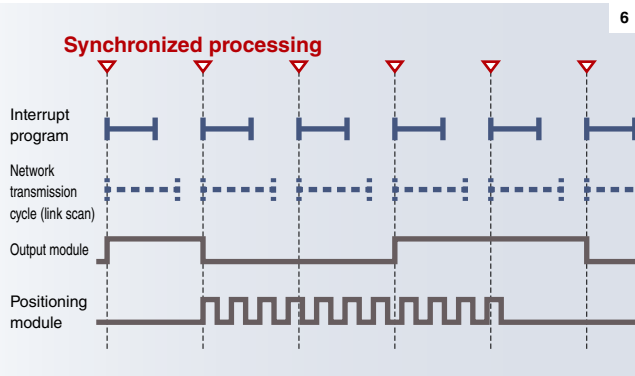 6
Synchronized processing
Interrupt
program
Network
transmission
cycle (link scan)
Output module
Positioning
module